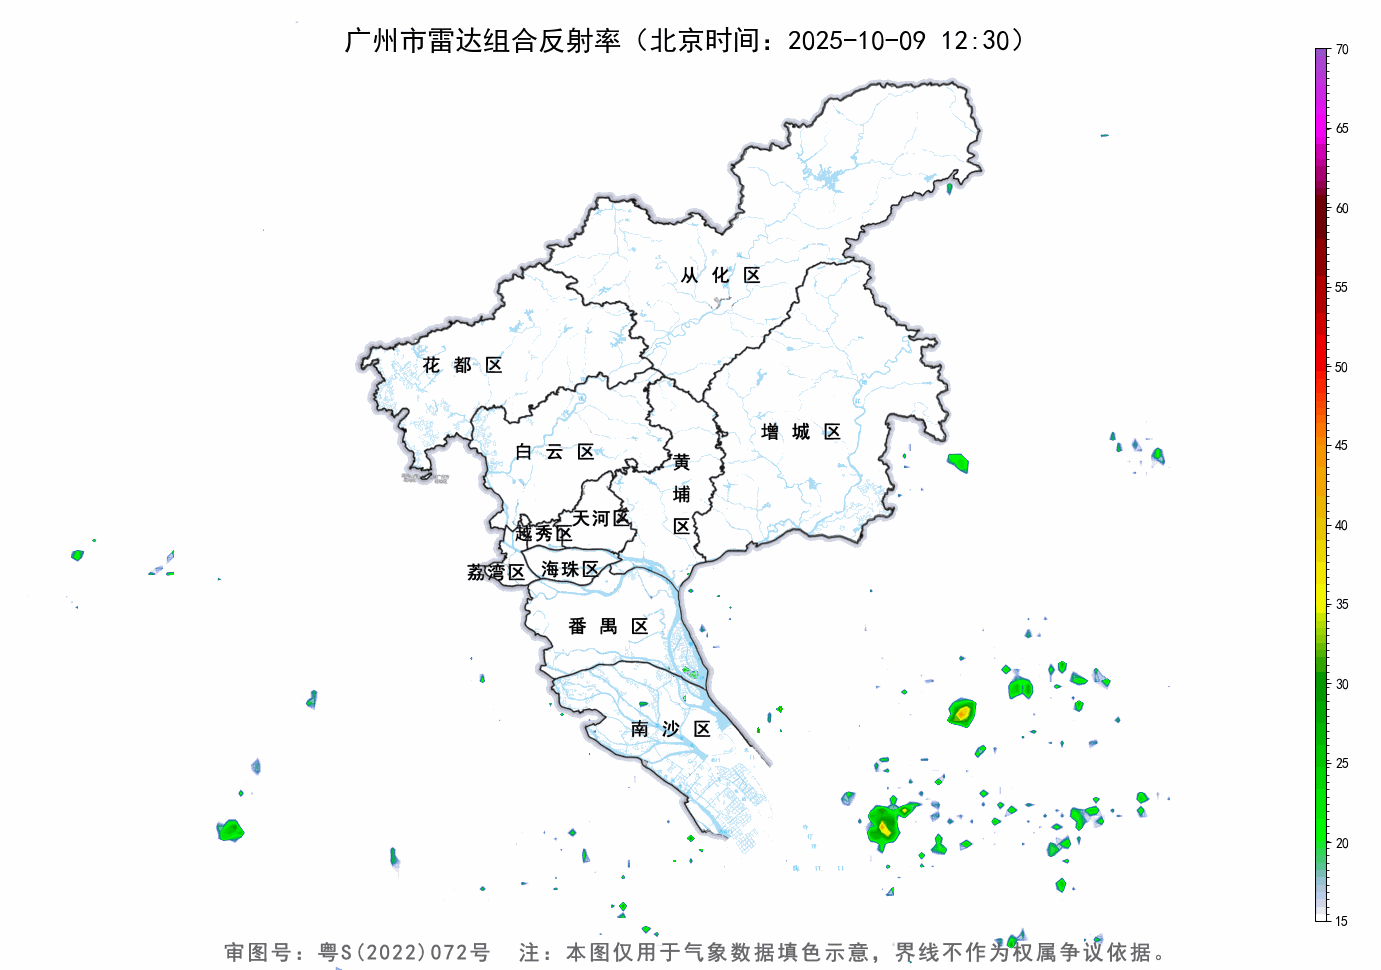 广州市雷达组合反射率（北京时间：2025-10-09 12:30）
70
65
60
55
50
45
40
35
30
25
20
15
从化区
花都区
增城区
白云区
黄埔区
天河区
越秀区
荔湾区
海珠区
番禺区
南沙区
审图号：粤S(2022)072号 注：本图仅用于气象数据填色示意，界线不作为权属争议依据。